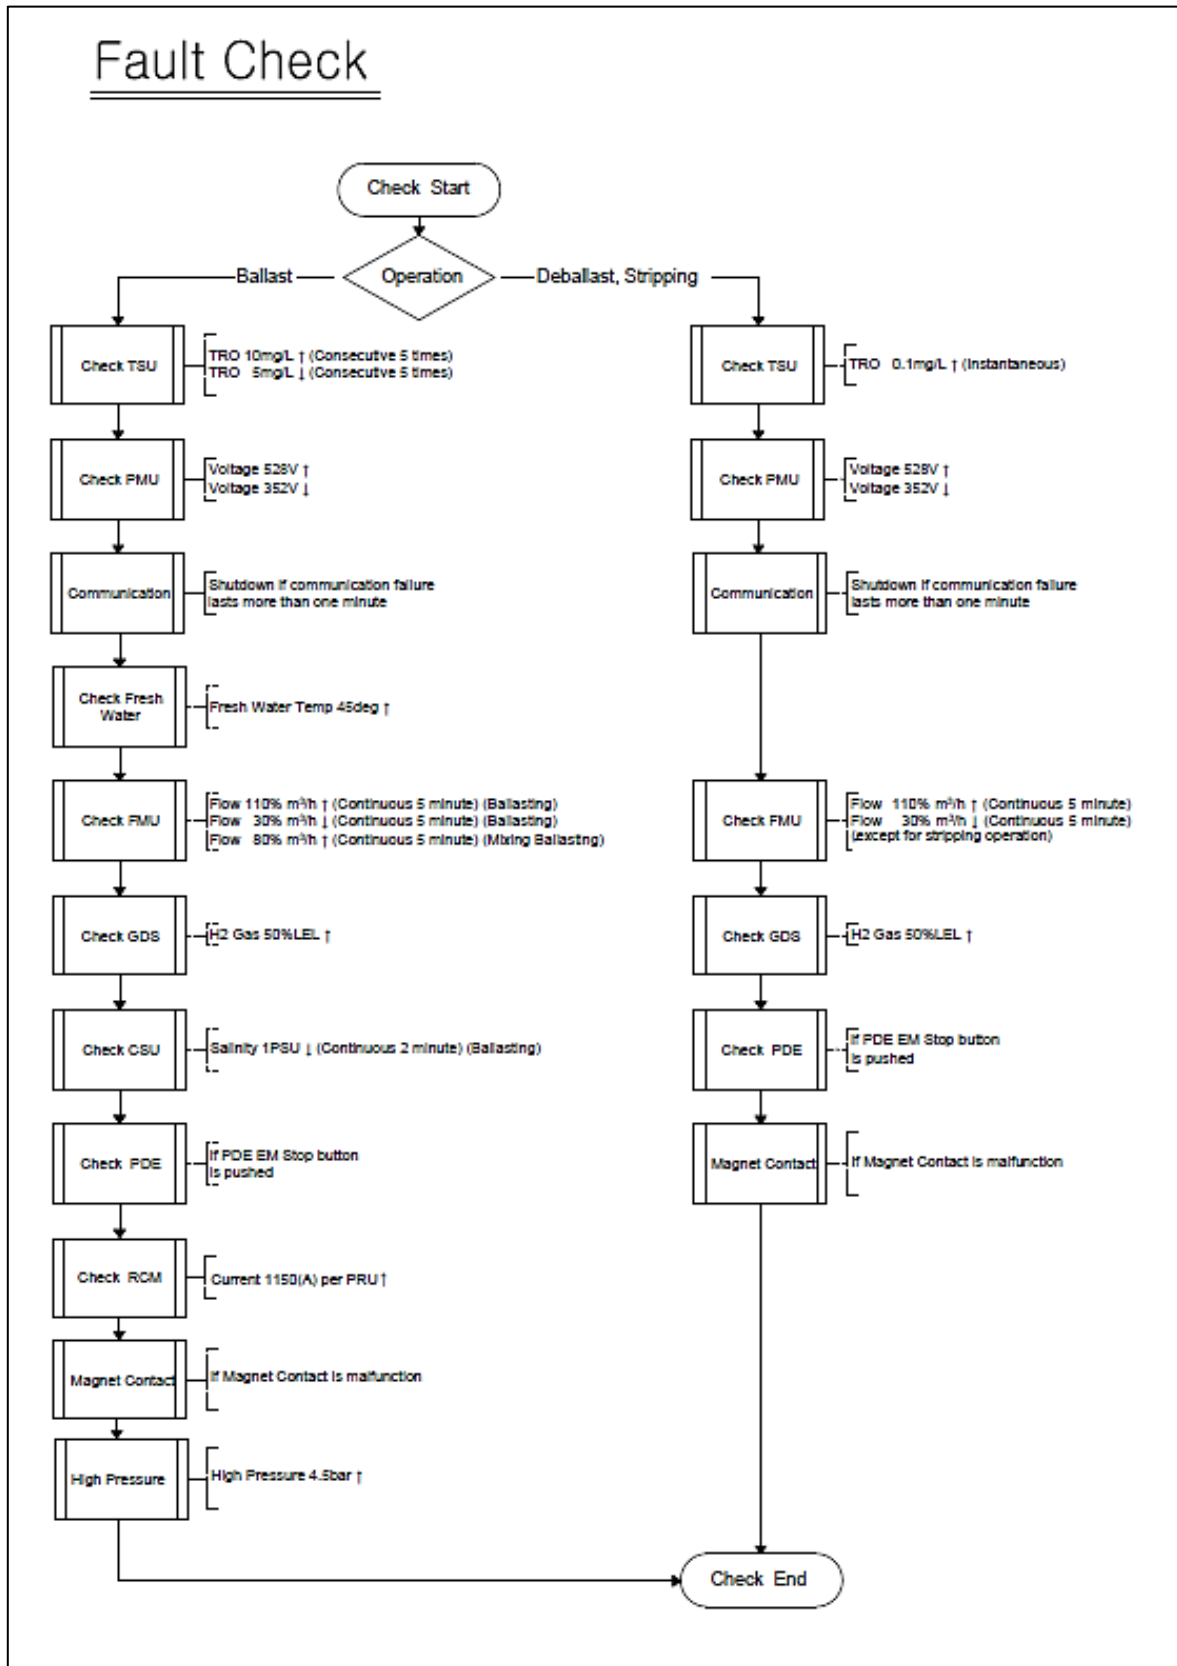 Fault Check
Check Start
Operation
Ballast
Deballast, Stripping
Check TSU
TRO 10mg/L ↑ (Consecutive 5 times)
TRO 5mg/L ↓ (Consecutive 5 times)
Check PMU
Voltage 528V ↑
Voltage 352V ↓
Communication
Shutdown if communication failure
lasts more than one minute
Check Fresh
Water
Fresh Water Temp 45deg ↑
Check FMU
Flow 110% m³/h ↑ (Continuous 5 minute) (Ballasting)
Flow 30% m³/h ↓ (Continuous 5 minute) (Ballasting)
Flow 80% m³/h ↑ (Continuous 5 minute) (Mixing Ballasting)
Check GDS
H2 Gas 50%LEL ↑
Check CSU
Salinity 1PSU ↓ (Continuous 2 minute) (Ballasting)
Check PDE
If PDE EM Stop button
is pushed
Check RCM
Current 1150(A) per PRU ↑
Magnet Contact
If Magnet Contact is malfunction
High Pressure
High Pressure 4.5bar ↑
Check TSU
TRO 0.1mg/L ↑ (Instantaneous)
Check PMU
Voltage 528V ↑
Voltage 352V ↓
Communication
Shutdown if communication failure
lasts more than one minute
Check FMU
Flow 110% m³/h ↑ (Continuous 5 minute)
Flow 30% m³/h ↓ (Continuous 5 minute)
(except for stripping operation)
Check GDS
H2 Gas 50%LEL ↑
Check PDE
If PDE EM Stop button
is pushed
Magnet Contact
If Magnet Contact is malfunction
Check End